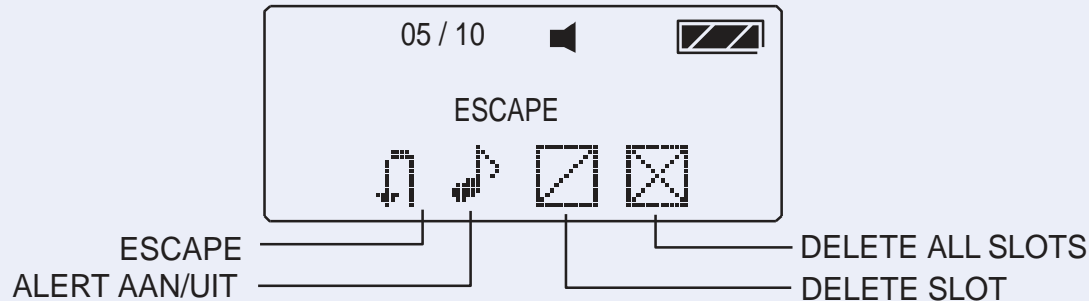 05 / 10
ESCAPE
ESCAPE
ALERT AAN/UIT
DELETE ALL SLOTS
DELETE SLOT